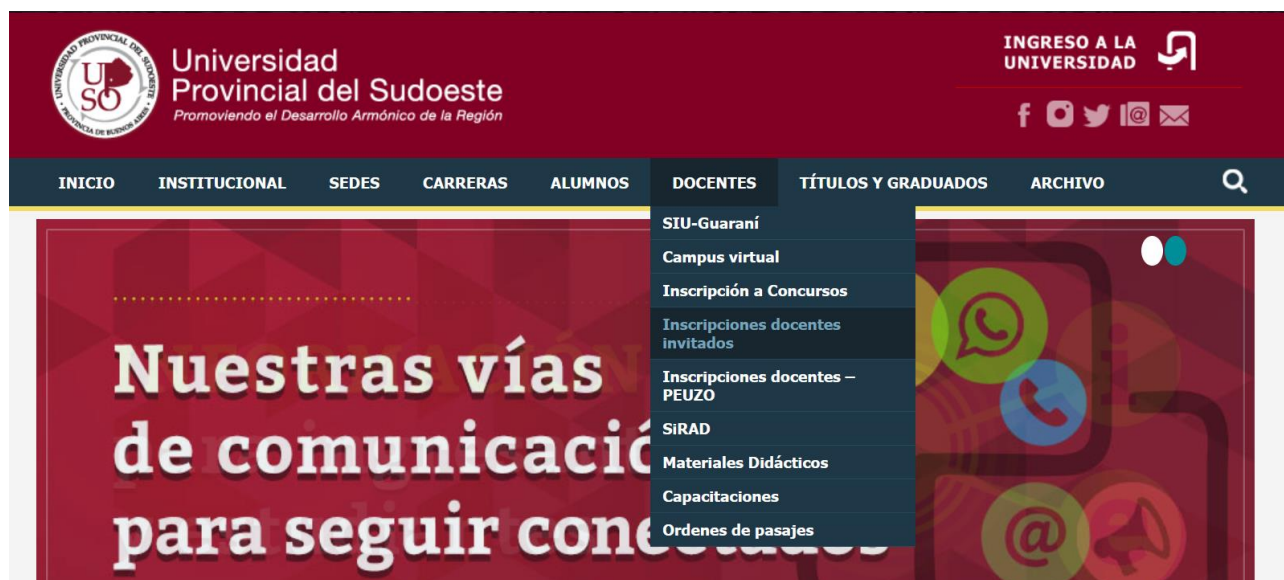 UNIVERSIDAD PROVINCIAL DEL SUDOESTE
PROVINCIA DE BUENOS AIRES
UPSO
Universidad
Provincial del Sudoeste
Promoviendo el Desarrollo Armónico de la Región
INGRESO A LA
UNIVERSIDAD
INICIO INSTITUCIONAL SEDES CARRERAS ALUMNOS DOCENTES TÍTULOS Y GRADUADOS ARCHIVO
SIU-Guaraní
Campus virtual
Inscripción a Concursos
Inscripciones docentes
invitados
Inscripciones docentes –
PEUZO
SiRAD
Materiales Didácticos
Capacitaciones
Ordenes de pasajes
Nuestras vías
de comunicació
para seguir conectados